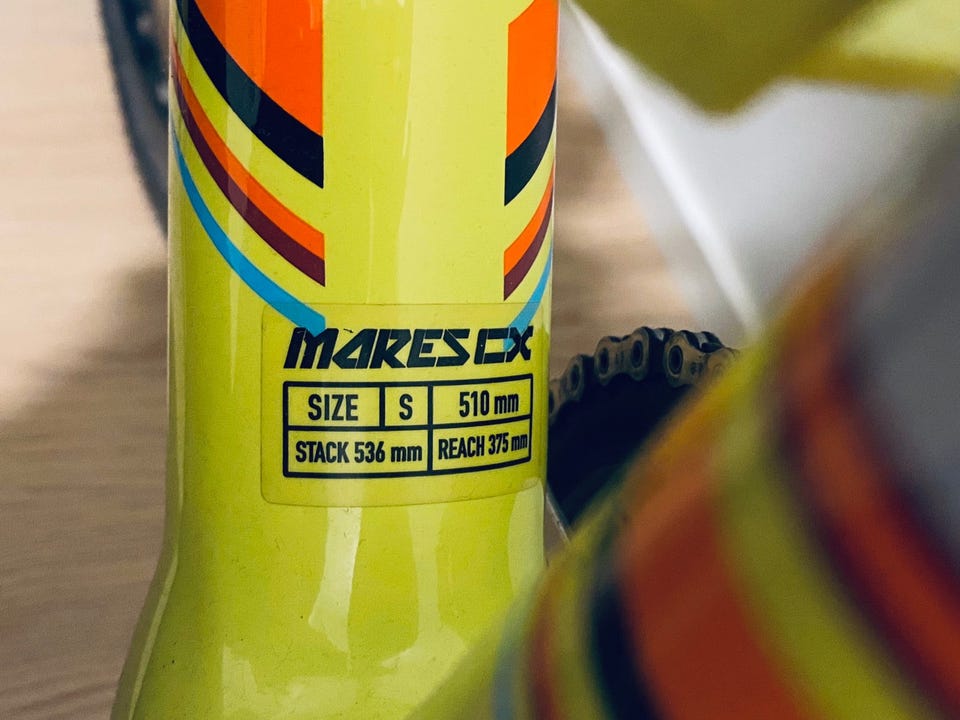 MARES CX
SIZE S 510 mm
STACK 536 mm REACH 375 mm